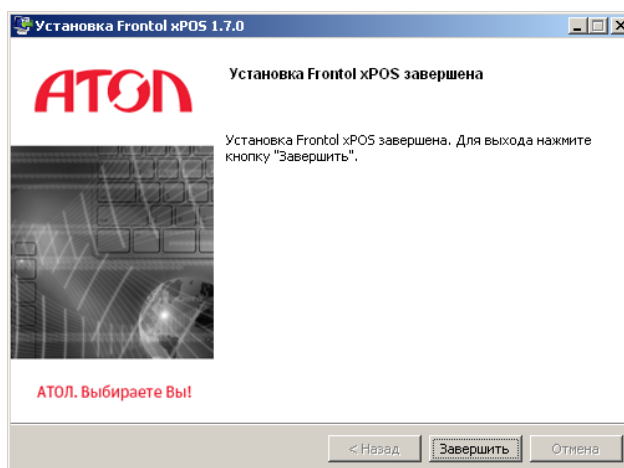 Установка Frontol xPOS 1.7.0
АТОЛ
Установка Frontol xPOS завершена
Установка Frontol xPOS завершена. Для выхода нажмите
кнопку "Завершить".
АТОЛ. Выбираете Вы!
< Назад
Завершить
Отмена